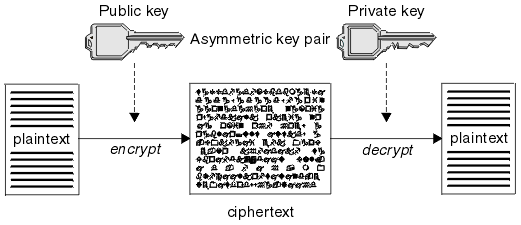 Public key
Private key
Asymmetric key pair
plaintext
encrypt
decrypt
plaintext
ciphertext